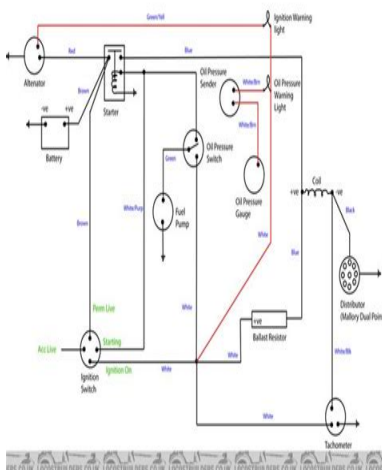 Green/Yell
Ignition Warning
light
Red
Blue
Alternator
Oil Pressure
Sender
White/Brn
Oil Pressure
Warning
Light
Brown
Starter
-ve
+ve
Battery
White/Brn
Oil Pressure
Switch
Green
Coil
+ve
-ve
Fuel
Pump
Oil Pressure
Gauge
Black
Brown
White/Purp
White
Blue
Distributor
(Mallory Dual Poin
Perm Live
White
+ve
Ballast Resistor
Starting
Acc Live
Ignition On
White
White
White/Blk
Ignition
Switch
White
Tachometer